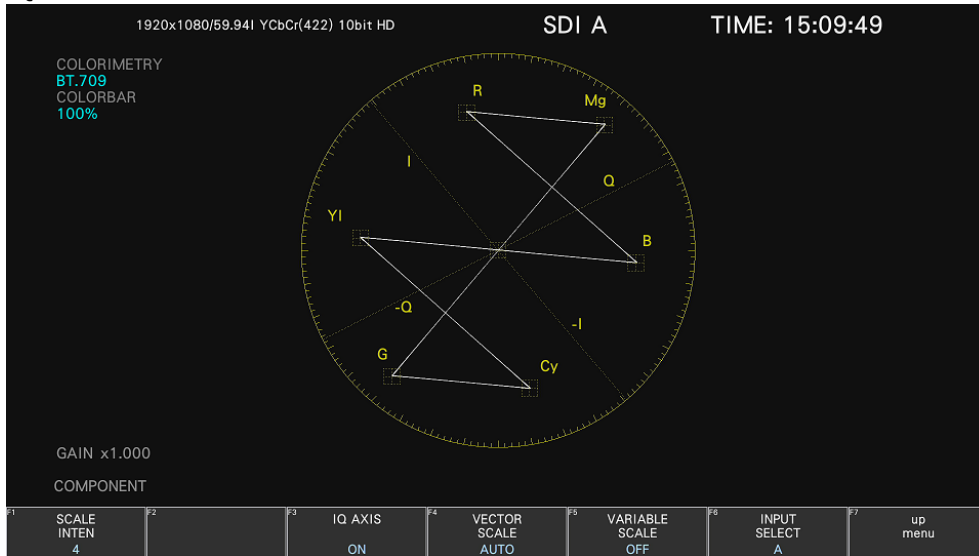 1920x1080/59.94I YCbCr(422) 10bit HD SDI A TIME: 15:09:49
COLORIMETRY
BT.709
COLORBAR
100%
R
Mg
I
Q
Yl
B
-Q
-I
G
Cy
GAIN x1.000
COMPONENT
F1 SCALE INTEN 4
F2
F3 IQ AXIS ON
F4 VECTOR SCALE AUTO
F5 VARIABLE SCALE OFF
F6 INPUT SELECT A
F7 up menu